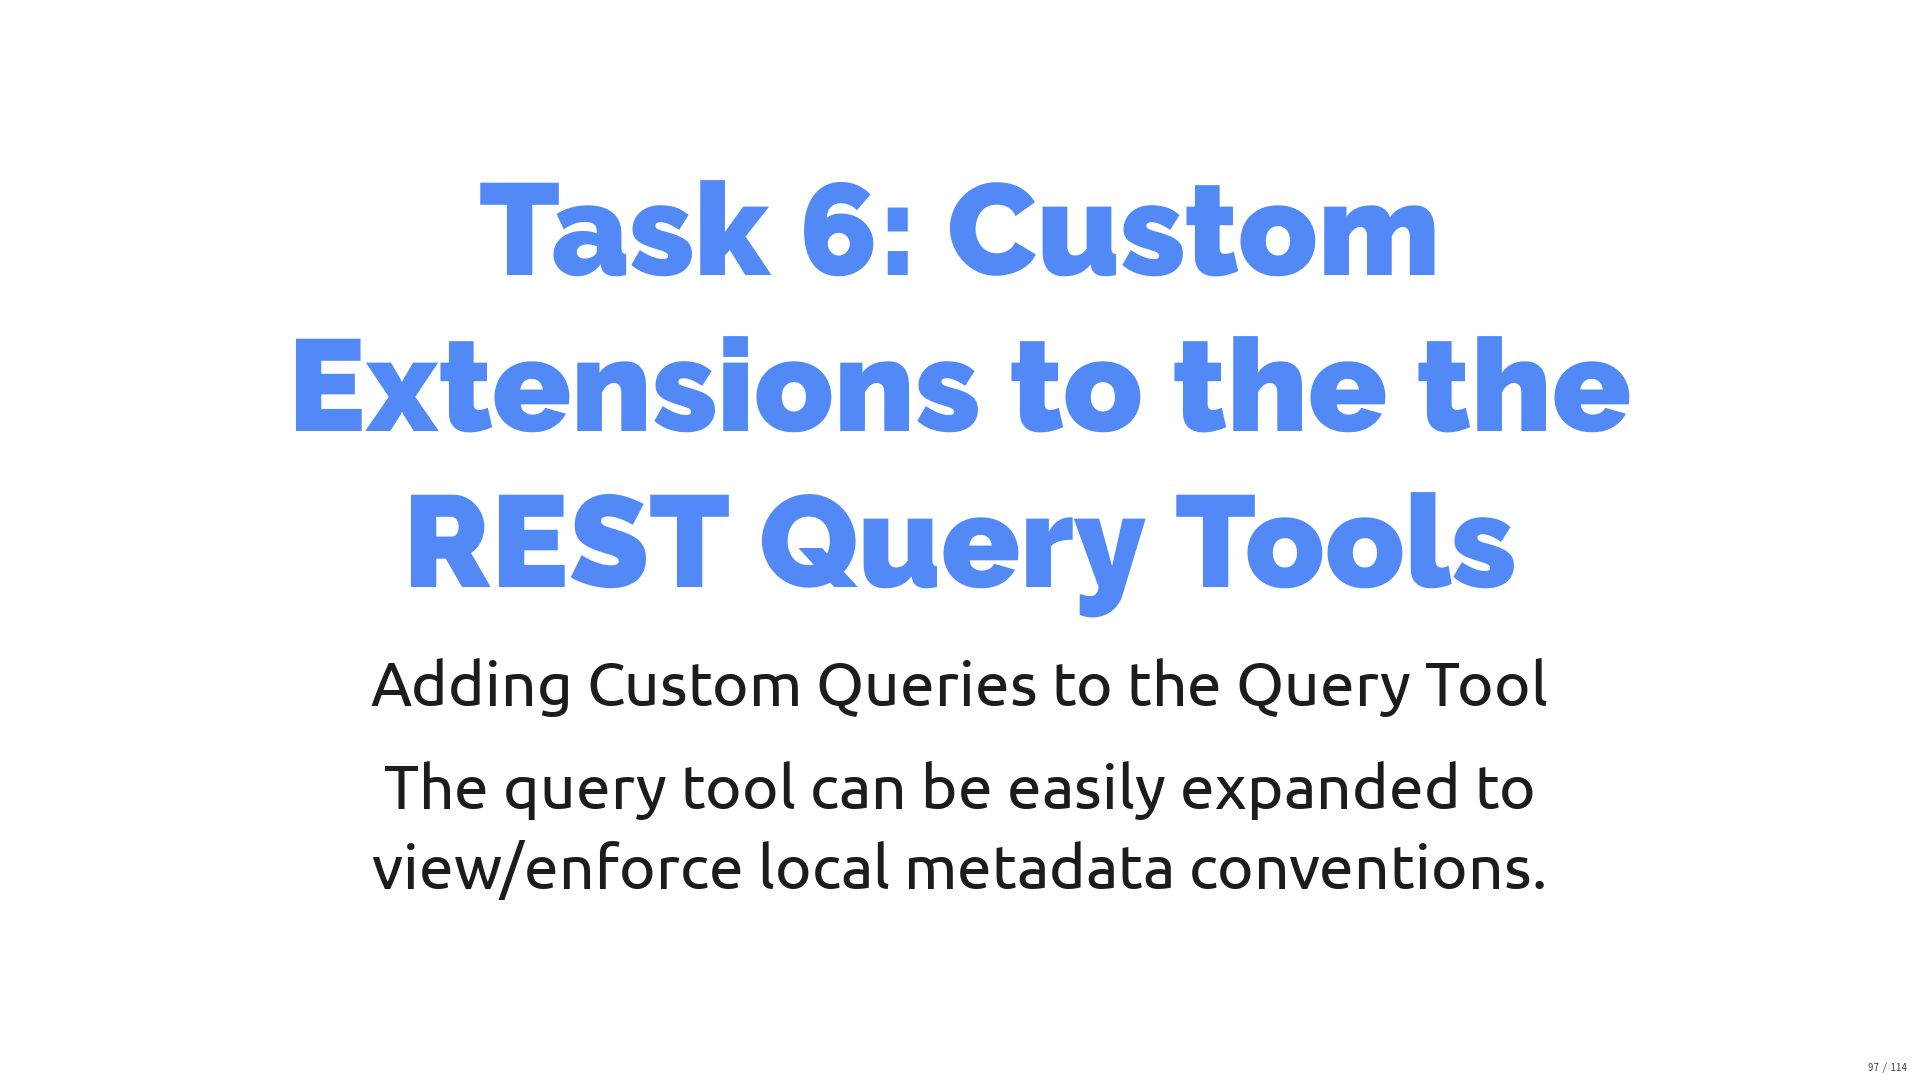 Task 6: Custom
Extensions to the the
REST Query Tools
Adding Custom Queries to the Query Tool
The query tool can be easily expanded to
view/enforce local metadata conventions.
97 / 114